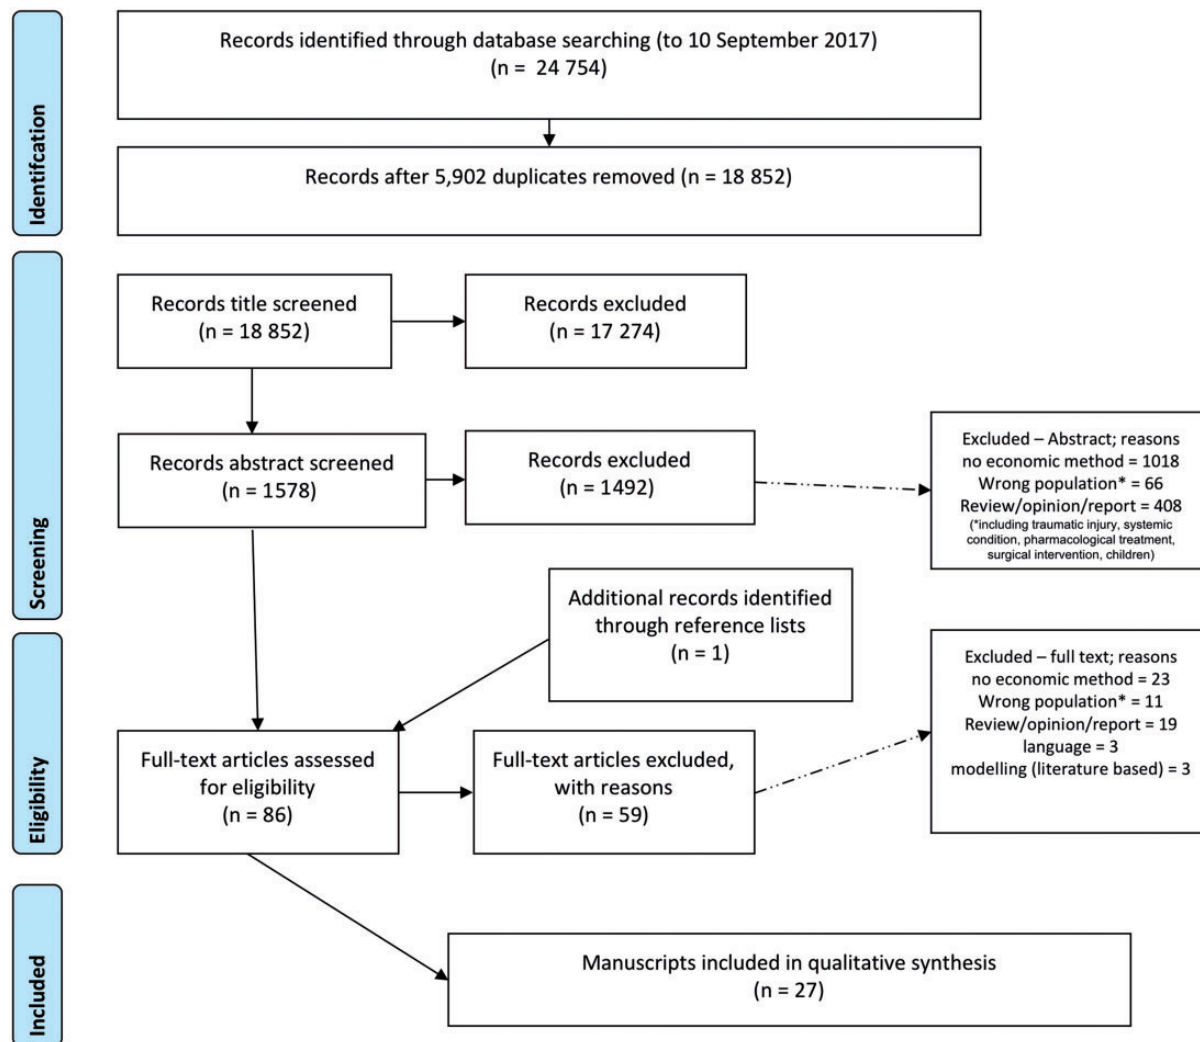 Identifcation
Records identified through database searching (to 10 September 2017)
(n =  24 754)
Records after 5,902 duplicates removed (n = 18 852)
Screening
Records title screened
(n = 18 852)
Records excluded
(n = 17 274)
Records abstract screened
(n = 1578)
Records excluded
(n = 1492)
Excluded – Abstract; reasons
no economic method = 1018
Wrong population* = 66
Review/opinion/report = 408
(*including traumatic injury, systemic
condition, pharmacological treatment,
surgical intervention, children)
Additional records identified
through reference lists
(n = 1)
Eligibility
Full-text articles assessed
for eligibility
(n = 86)
Full-text articles excluded,
with reasons
(n = 59)
Excluded – full text; reasons
no economic method = 23
Wrong population* = 11
Review/opinion/report = 19
language = 3
modelling (literature based) = 3
Included
Manuscripts included in qualitative synthesis
(n = 27)